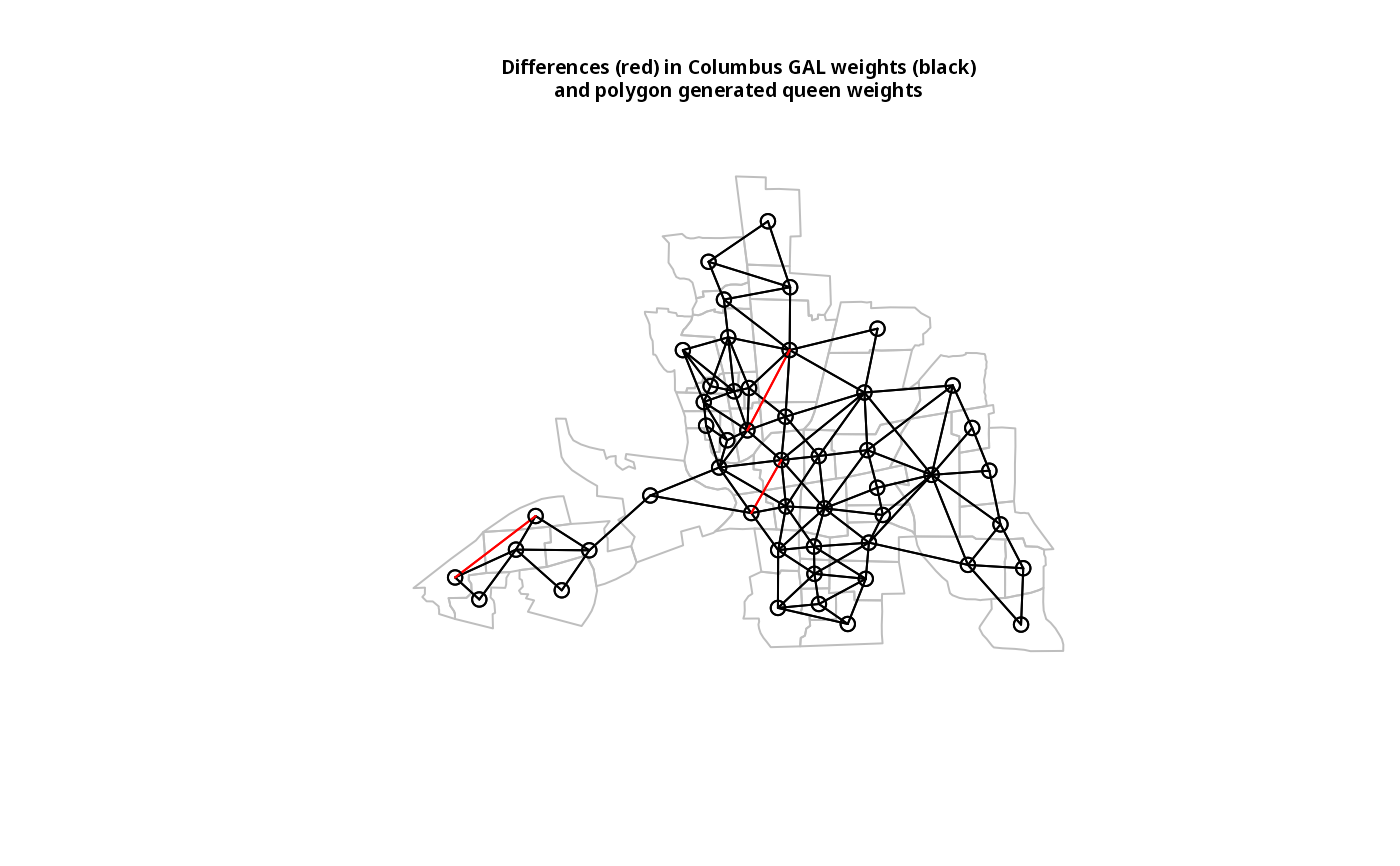 Differences (red) in Columbus GAL weights (black)
and polygon generated queen weights